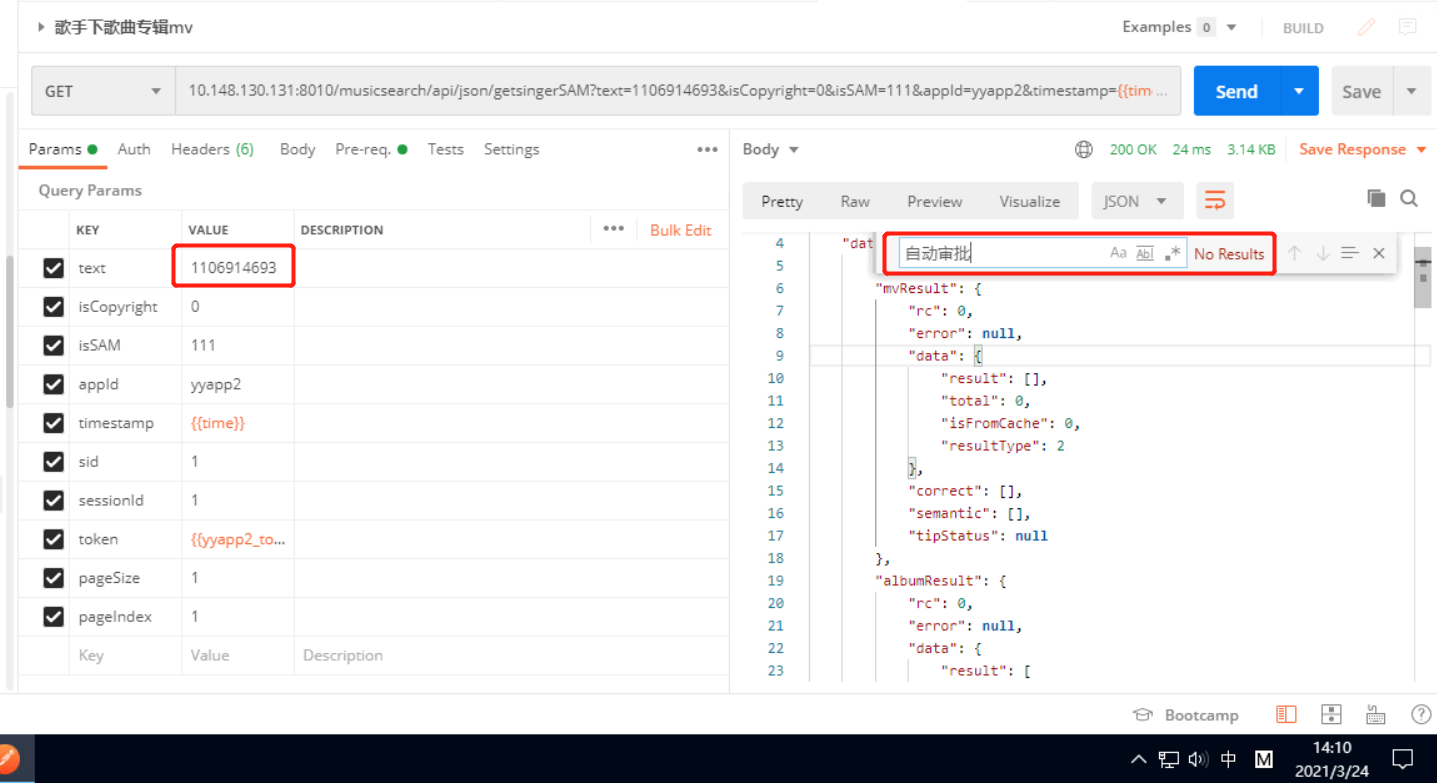 歌手下歌曲专辑mv
Examples 0
BUILD
GET
10.148.130.131:8010/musicsearch/api/json/getsingerSAM?text=1106914693&isCopyright=0&isSAM=111&appId=yyapp2&timestamp={{tim ...
Send
Save
Params
Auth
Headers (6)
Body
Pre-req.
Tests
Settings
•••
Query Params
KEY VALUE DESCRIPTION ••• Bulk Edit
text 1106914693
isCopyright 0
isSAM 111
appId yyapp2
timestamp {{time}}
sid 1
sessionId 1
token {{yyapp2_to...
pageSize 1
pageIndex 1
Key Value Description
Body
200 OK 24 ms 3.14 KB Save Response
Pretty Raw Preview Visualize JSON
自动审批 Aa Abl .* No Results
4 "dat
5
6 "mvResult": {
7 "rc": 0,
8 "error": null,
9 "data": {
10 "result": [],
11 "total": 0,
12 "isFromCache": 0,
13 "resultType": 2
14 },
15 "correct": [],
16 "semantic": [],
17 "tipStatus": null
18 },
19 "albumResult": {
20 "rc": 0,
21 "error": null,
22 "data": {
23 "result": [
Bootcamp
中 M
14:10
2021/3/24